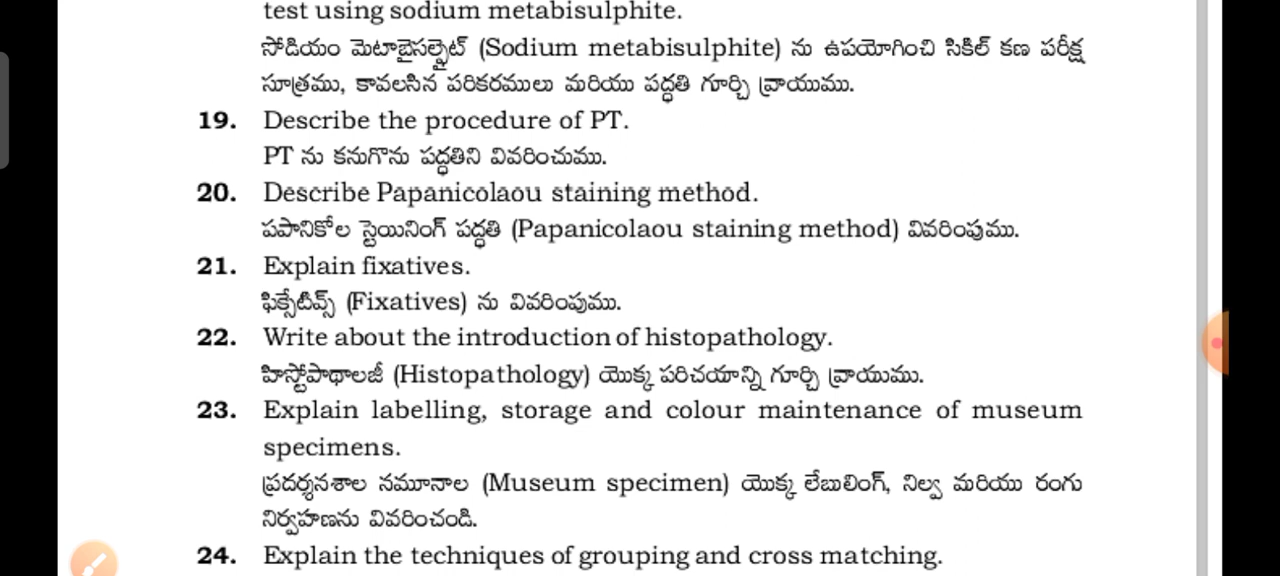 test using sodium metabisulphite.
సోడియం మెటాబైసల్ఫైట్ (Sodium metabisulphite) ను ఉపయోగించి సికిల్ కణ పరీక్ష
సూత్రము, కావలసిన పరికరములు మరియు పద్ధతి గూర్చి వ్రాయుము.
19. Describe the procedure of PT.
PT ను కనుగొను పద్ధతిని వివరించుము.
20. Describe Papanicolaou staining method.
పపానికోల స్టెయినింగ్ పద్ధతి (Papanicolaou staining method) వివరింపుము.
21. Explain fixatives.
ఫిక్సేటీవ్స్ (Fixatives) ను వివరింపుము.
22. Write about the introduction of histopathology.
హిస్టోపాథాలజీ (Histopathology) యొక్క పరిచయాన్ని గూర్చి వ్రాయుము.
23. Explain labelling, storage and colour maintenance of museum
specimens.
ప్రదర్శనశాల నమూనాల (Museum specimen) యొక్క లేబులింగ్, నిల్వ మరియు రంగు
నిర్వహణను వివరించండి.
24. Explain the techniques of grouping and cross matching.